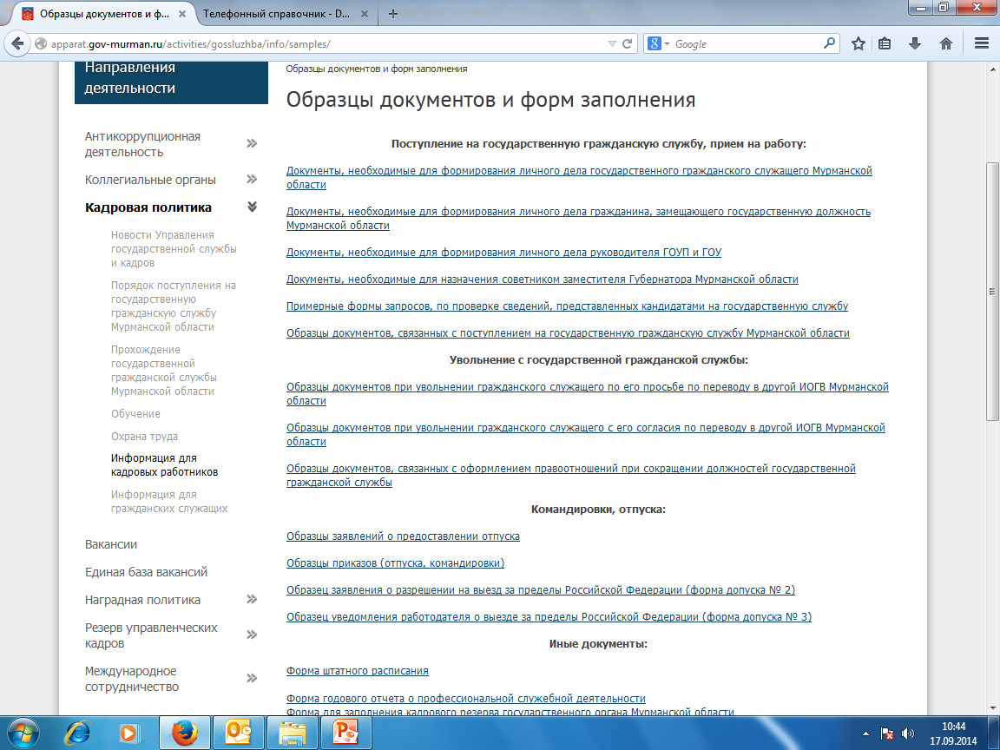 Образцы документов и ф...
Телефонный справочник - D...
apparat.gov-murman.ru/activities/gossluzhba/info/samples/
Google
Направления
деятельности
Антикоррупционная
деятельность
Коллегиальные органы
Кадровая политика
Новости Управления
государственной службы
и кадров
Порядок поступления на
государственную
гражданскую службу
Мурманской области
Прохождение
государственной
гражданской службы
Мурманской области
Обучение
Охрана труда
Информация для
кадровых работников
Информация для
гражданских служащих
Вакансии
Единая база вакансий
Наградная политика
Резерв управленческих
кадров
Международное
сотрудничество
Образцы документов и форм заполнения
Образцы документов и форм заполнения
Поступление на государственную гражданскую службу, прием на работу:
Документы, необходимые для формирования личного дела государственного гражданского служащего Мурманской
области
Документы, необходимые для формирования личного дела гражданина, замещающего государственную должность
Мурманской области
Документы, необходимые для формирования личного дела руководителя ГОУП и ГОУ
Документы, необходимые для назначения советником заместителя Губернатора Мурманской области
Примерные формы запросов, по проверке сведений, представленных кандидатами на государственную службу
Образцы документов, связанных с поступлением на государственную гражданскую службу Мурманской области
Увольнение с государственной гражданской службы:
Образцы документов при увольнении гражданского служащего по его просьбе по переводу в другой ИОГВ Мурманской
области
Образцы документов при увольнении гражданского служащего с его согласия по переводу в другой ИОГВ Мурманской
области
Образцы документов, связанных с оформлением правоотношений при сокращении должностей государственной
гражданской службы
Командировки, отпуска:
Образцы заявлений о предоставлении отпуска
Образцы приказов (отпуска, командировки)
Образец заявления о разрешении на выезд за пределы Российской Федерации (форма допуска № 2)
Образец уведомления работодателя о выезде за пределы Российской Федерации (форма допуска № 3)
Иные документы:
Форма штатного расписания
Форма годового отчета о профессиональной служебной деятельности
Форма для заполнения кадрового резерва государственного органа Мурманской области
10:44
17.09.2014